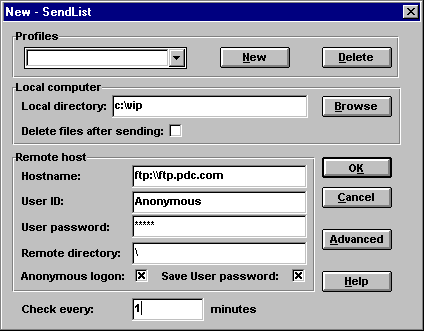 New - SendList
Profiles
New
Delete
Local computer
Local directory: c:\vip
Browse
Delete files after sending:
Remote host
Hostname: ftp:\\ftp.pdc.com
OK
User ID: Anonymous
Cancel
User password: *****
Advanced
Remote directory: \
Anonymous logon: Save User password:
Help
Check every: 1 minutes